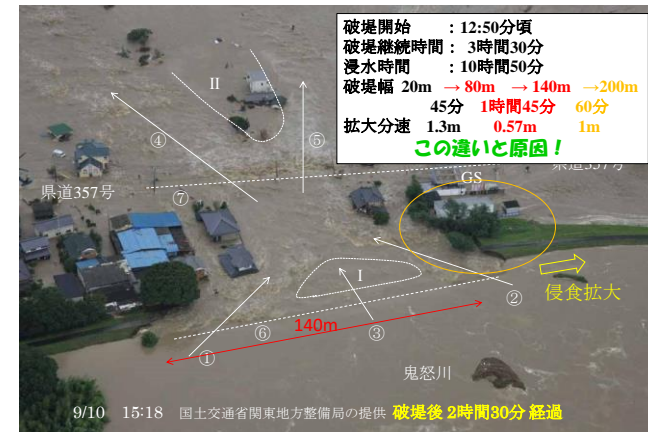 破堤開始　　：12:50分頃
破堤継続時間： 3時間30分
浸水時間　　：10時間50分
破堤幅 20m →80m →140m →200m
45分 1時間45分 60分
拡大分速 1.3m 0.57m 1m
この違いと原因！
II
④
⑤
県道357号
GS
県道357号
⑦
I
②
侵食拡大
⑥
140m
③
①
鬼怒川
9/10 15:18 国土交通省関東地方整備局の提供 破堤後 2時間30分 経過